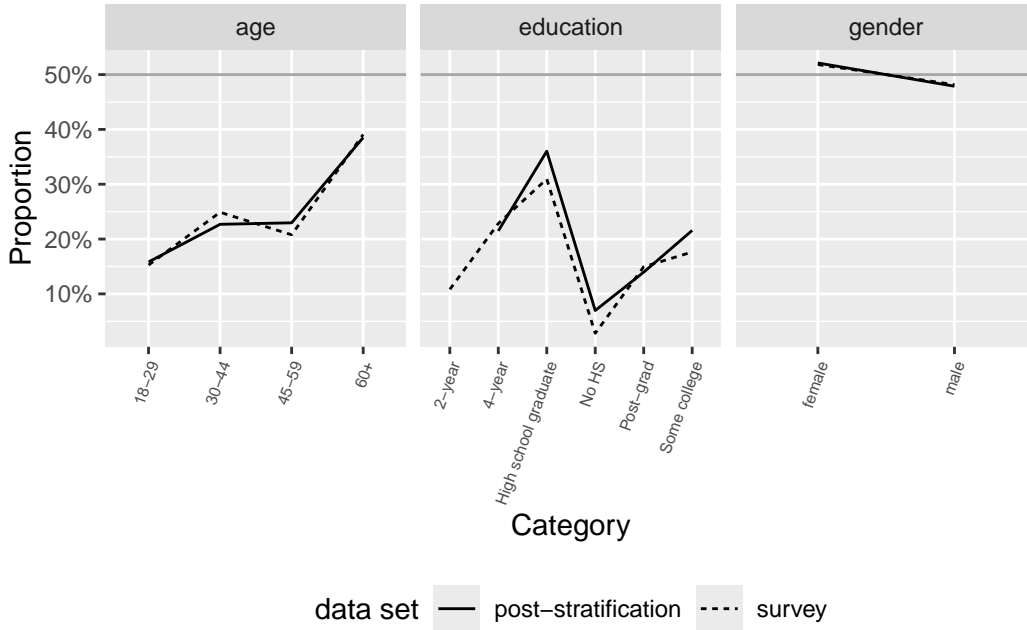 age education gender
50%
40%
30%
20%
10%
Proportion
18−29 30−44 45−59 60+ 2−year 4−year High school graduate No HS Post−grad Some college female male
Category
data set post−stratification survey